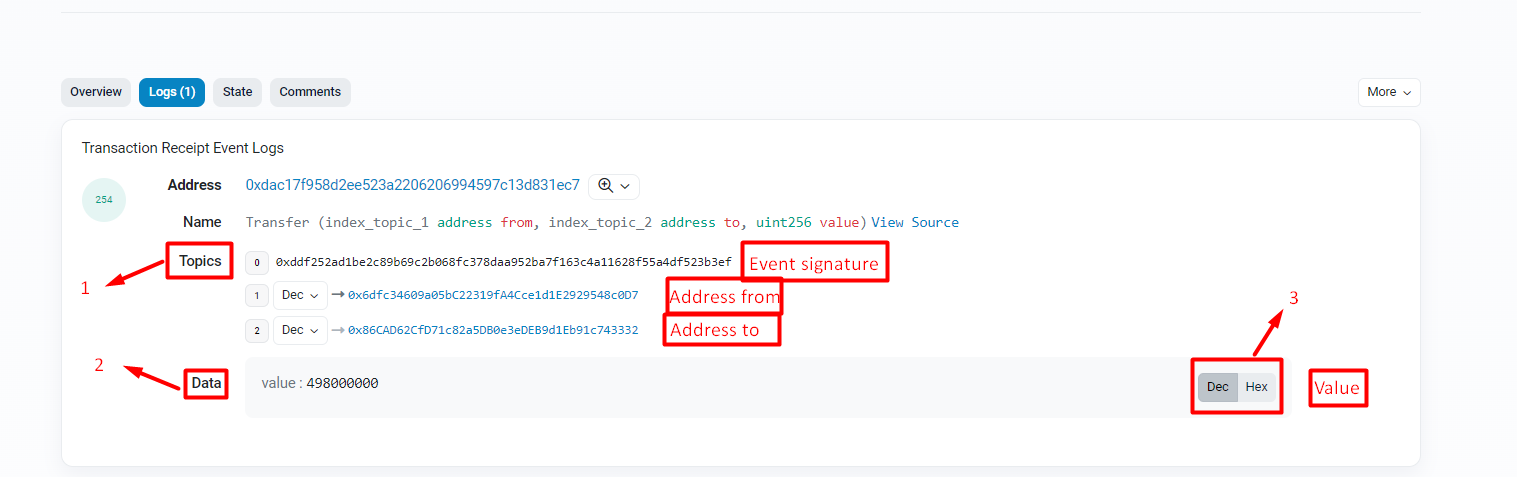 Overview Logs (1) State Comments More
Transaction Receipt Event Logs
254 Address 0xdac17f958d2ee523a2206206994597c13d831ec7
Name Transfer (index_topic_1 address from, index_topic_2 address to, uint256 value) View Source
Topics 0 0xddf252ad1be2c89b69c2b068fc378daa952ba7f163c4a11628f55a4df523b3ef Event signature
1 1 Dec → 0x6dfc34609a05bC22319fA4Cce1d1E2929548c0D7 Address from 3
2 Dec → 0x86CAD62CfD71c82a5DB0e3eDEB9d1Eb91c743332 Address to
2 Data value : 498000000 Dec Hex Value